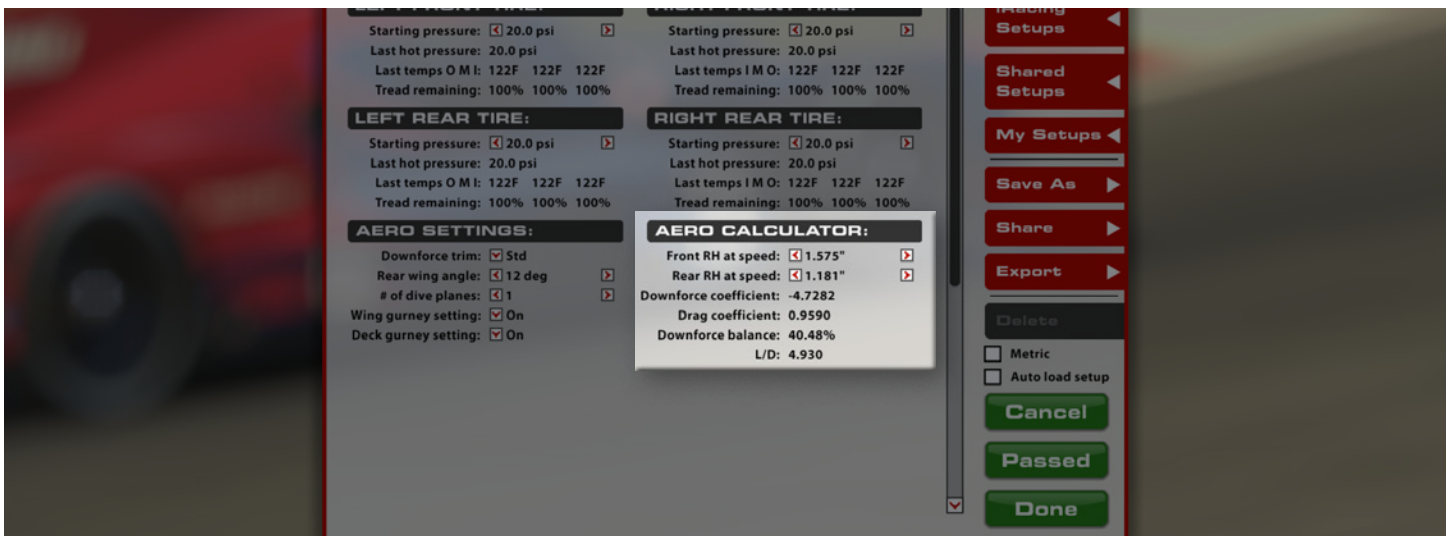 LEFT FRONT TIRE:
Starting pressure: 20.0 psi
Last hot pressure: 20.0 psi
Last temps O M I: 122F 122F 122F
Tread remaining: 100% 100% 100%
LEFT REAR TIRE:
Starting pressure: 20.0 psi
Last hot pressure: 20.0 psi
Last temps O M I: 122F 122F 122F
Tread remaining: 100% 100% 100%
AERO SETTINGS:
Downforce trim: Std
Rear wing angle: 12 deg
# of dive planes: 1
Wing gurney setting: On
Deck gurney setting: On
RIGHT FRONT TIRE:
Starting pressure: 20.0 psi
Last hot pressure: 20.0 psi
Last temps I M O: 122F 122F 122F
Tread remaining: 100% 100% 100%
RIGHT REAR TIRE:
Starting pressure: 20.0 psi
Last hot pressure: 20.0 psi
Last temps I M O: 122F 122F 122F
Tread remaining: 100% 100% 100%
AERO CALCULATOR:
Front RH at speed: 1.575"
Rear RH at speed: 1.181"
Downforce coefficient: -4.7282
Drag coefficient: 0.9590
Downforce balance: 40.48%
L/D: 4.930
iRacing
Setups
Shared
Setups
My Setups
Save As
Share
Export
Delete
Metric
Auto load setup
Cancel
Passed
Done